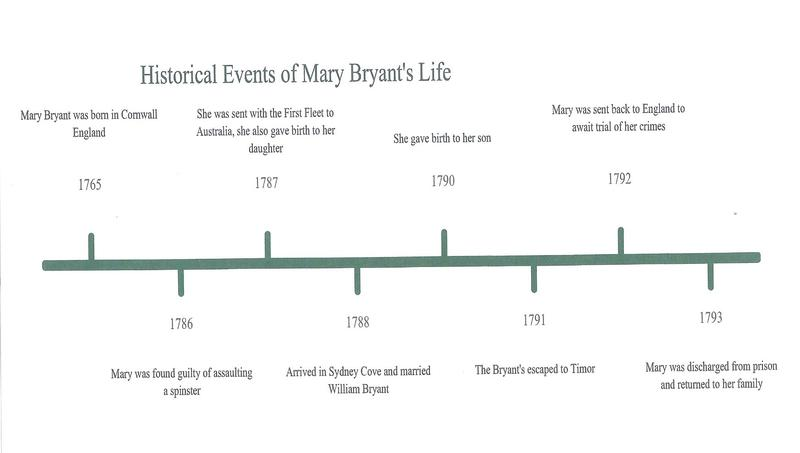 Historical Events of Mary Bryant's Life
Mary Bryant was born in Cornwall
England
1765
She was sent with the First Fleet to
Australia, she also gave birth to her
daughter
1787
She gave birth to her son
1790
Mary was sent back to England to
await trial of her crimes
1792
1786
Mary was found guilty of assaulting
a spinster
1788
Arrived in Sydney Cove and married
William Bryant
1791
The Bryant's escaped to Timor
1793
Mary was discharged from prison
and returned to her family